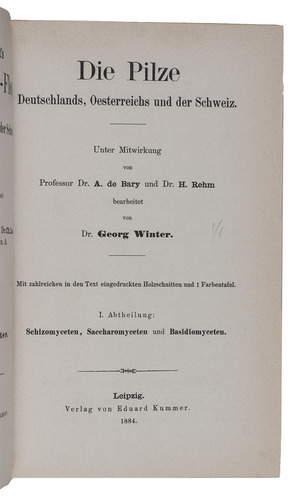 Die Pilze
Deutschlands, Oesterreichs und der Schweiz.
Unter Mitwirkung
von
Professor Dr. A. de Bary und Dr. H. Rehm
bearbeitet
von
Dr. Georg Winter.
Mit zahlreichen in den Text eingedruckten Holzschnitten und 1 Farbentafel.
I. Abtheilung:
Schizomyceten, Saccharomyceten und Basidiomyceten.
Leipzig.
Verlag von Eduard Kummer.
1884.